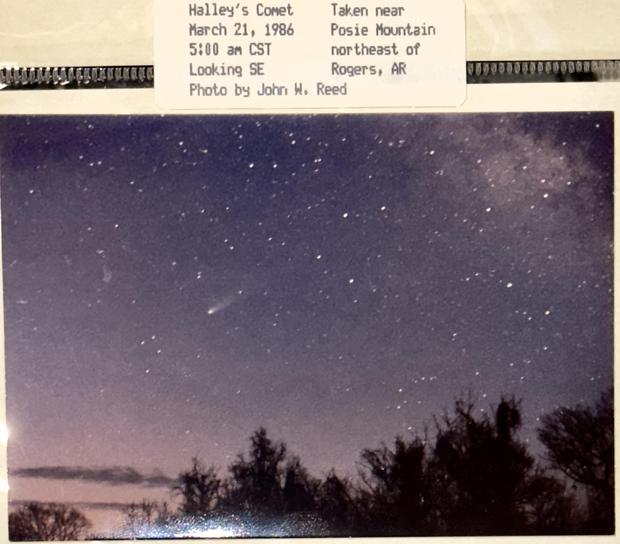 Halley's Comet Taken near
March 21, 1986 Posie Mountain
5:00 am CST northeast of
Looking SE Rogers, AR
Photo by John W. Reed